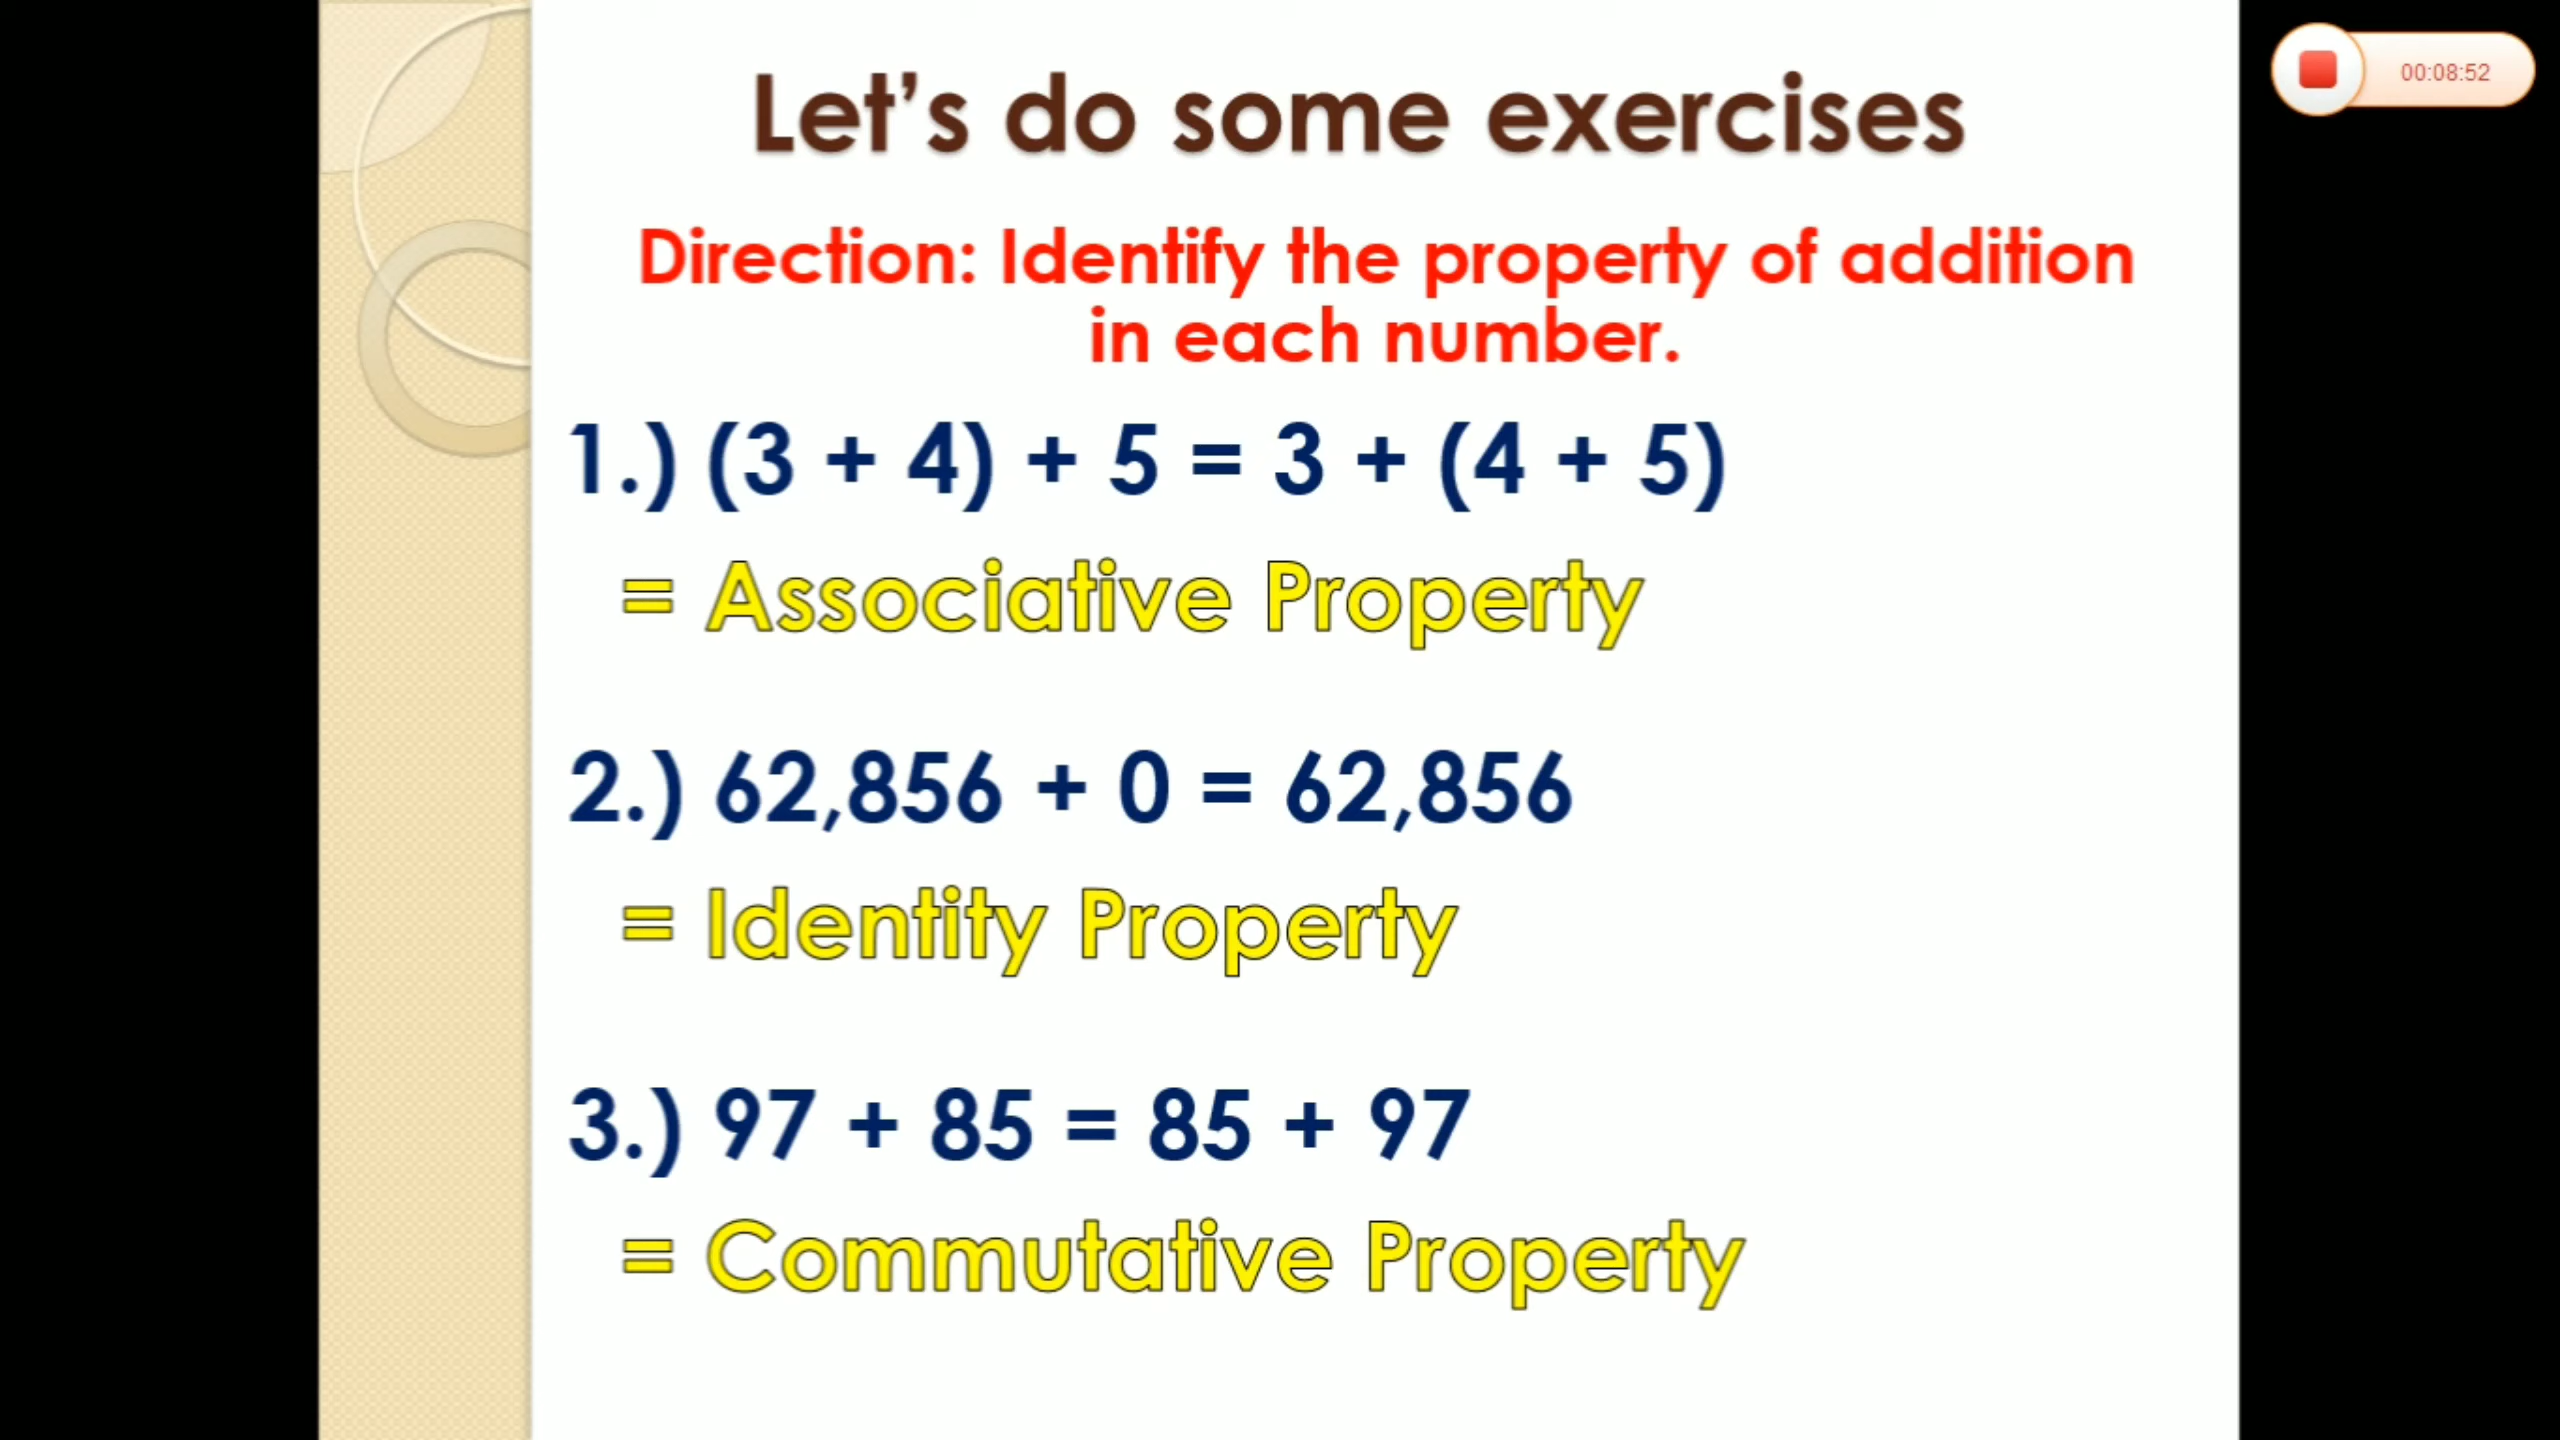 Let's do some exercises
00:08:52
Direction: Identify the property of addition
in each number.
1.) (3 + 4) + 5 = 3 + (4 + 5)
= Associative Property
2.) 62,856 + 0 = 62,856
= Identity Property
3.) 97 + 85 = 85 + 97
= Commutative Property